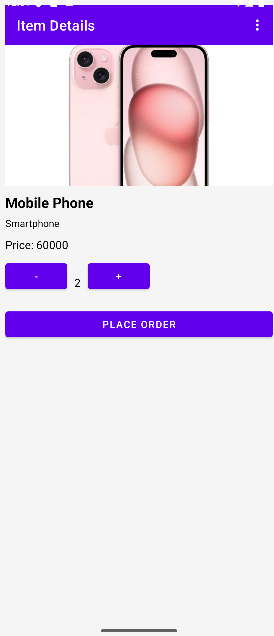 Item Details
Mobile Phone
Smartphone
Price: 60000
- 2 +
PLACE ORDER